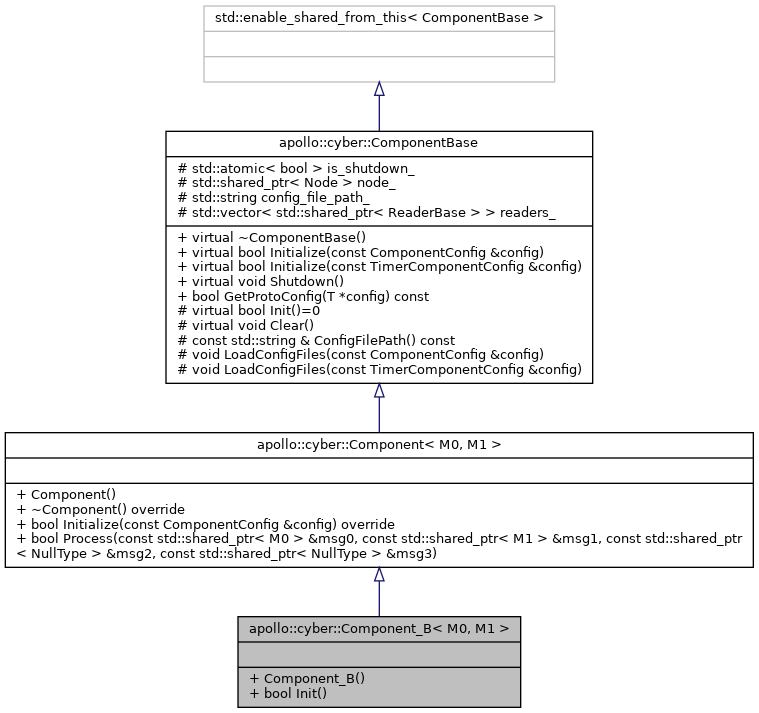 std::enable_shared_from_this< ComponentBase >
apollo::cyber::ComponentBase
# std::atomic< bool > is_shutdown_
# std::shared_ptr< Node > node_
# std::string config_file_path_
# std::vector< std::shared_ptr< ReaderBase > > readers_
+ virtual ~ComponentBase()
+ virtual bool Initialize(const ComponentConfig &config)
+ virtual bool Initialize(const TimerComponentConfig &config)
+ virtual void Shutdown()
+ bool GetProtoConfig(T *config) const
# virtual bool Init()=0
# virtual void Clear()
# const std::string & ConfigFilePath() const
# void LoadConfigFiles(const ComponentConfig &config)
# void LoadConfigFiles(const TimerComponentConfig &config)
apollo::cyber::Component< M0, M1 >
+ Component()
+ ~Component() override
+ bool Initialize(const ComponentConfig &config) override
+ bool Process(const std::shared_ptr< M0 > &msg0, const std::shared_ptr< M1 > &msg1, const std::shared_ptr
< NullType > &msg2, const std::shared_ptr< NullType > &msg3)
apollo::cyber::Component_B< M0, M1 >
+ Component_B()
+ bool Init()